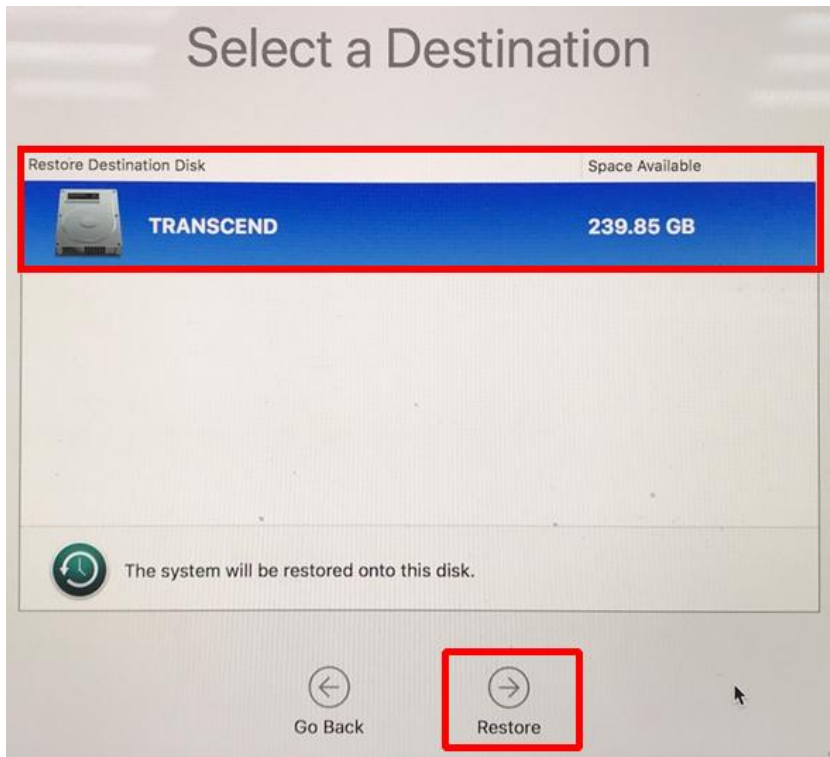 Select a Destination
Restore Destination Disk Space Available
TRANSCEND 239.85 GB
The system will be restored onto this disk.
Go Back Restore